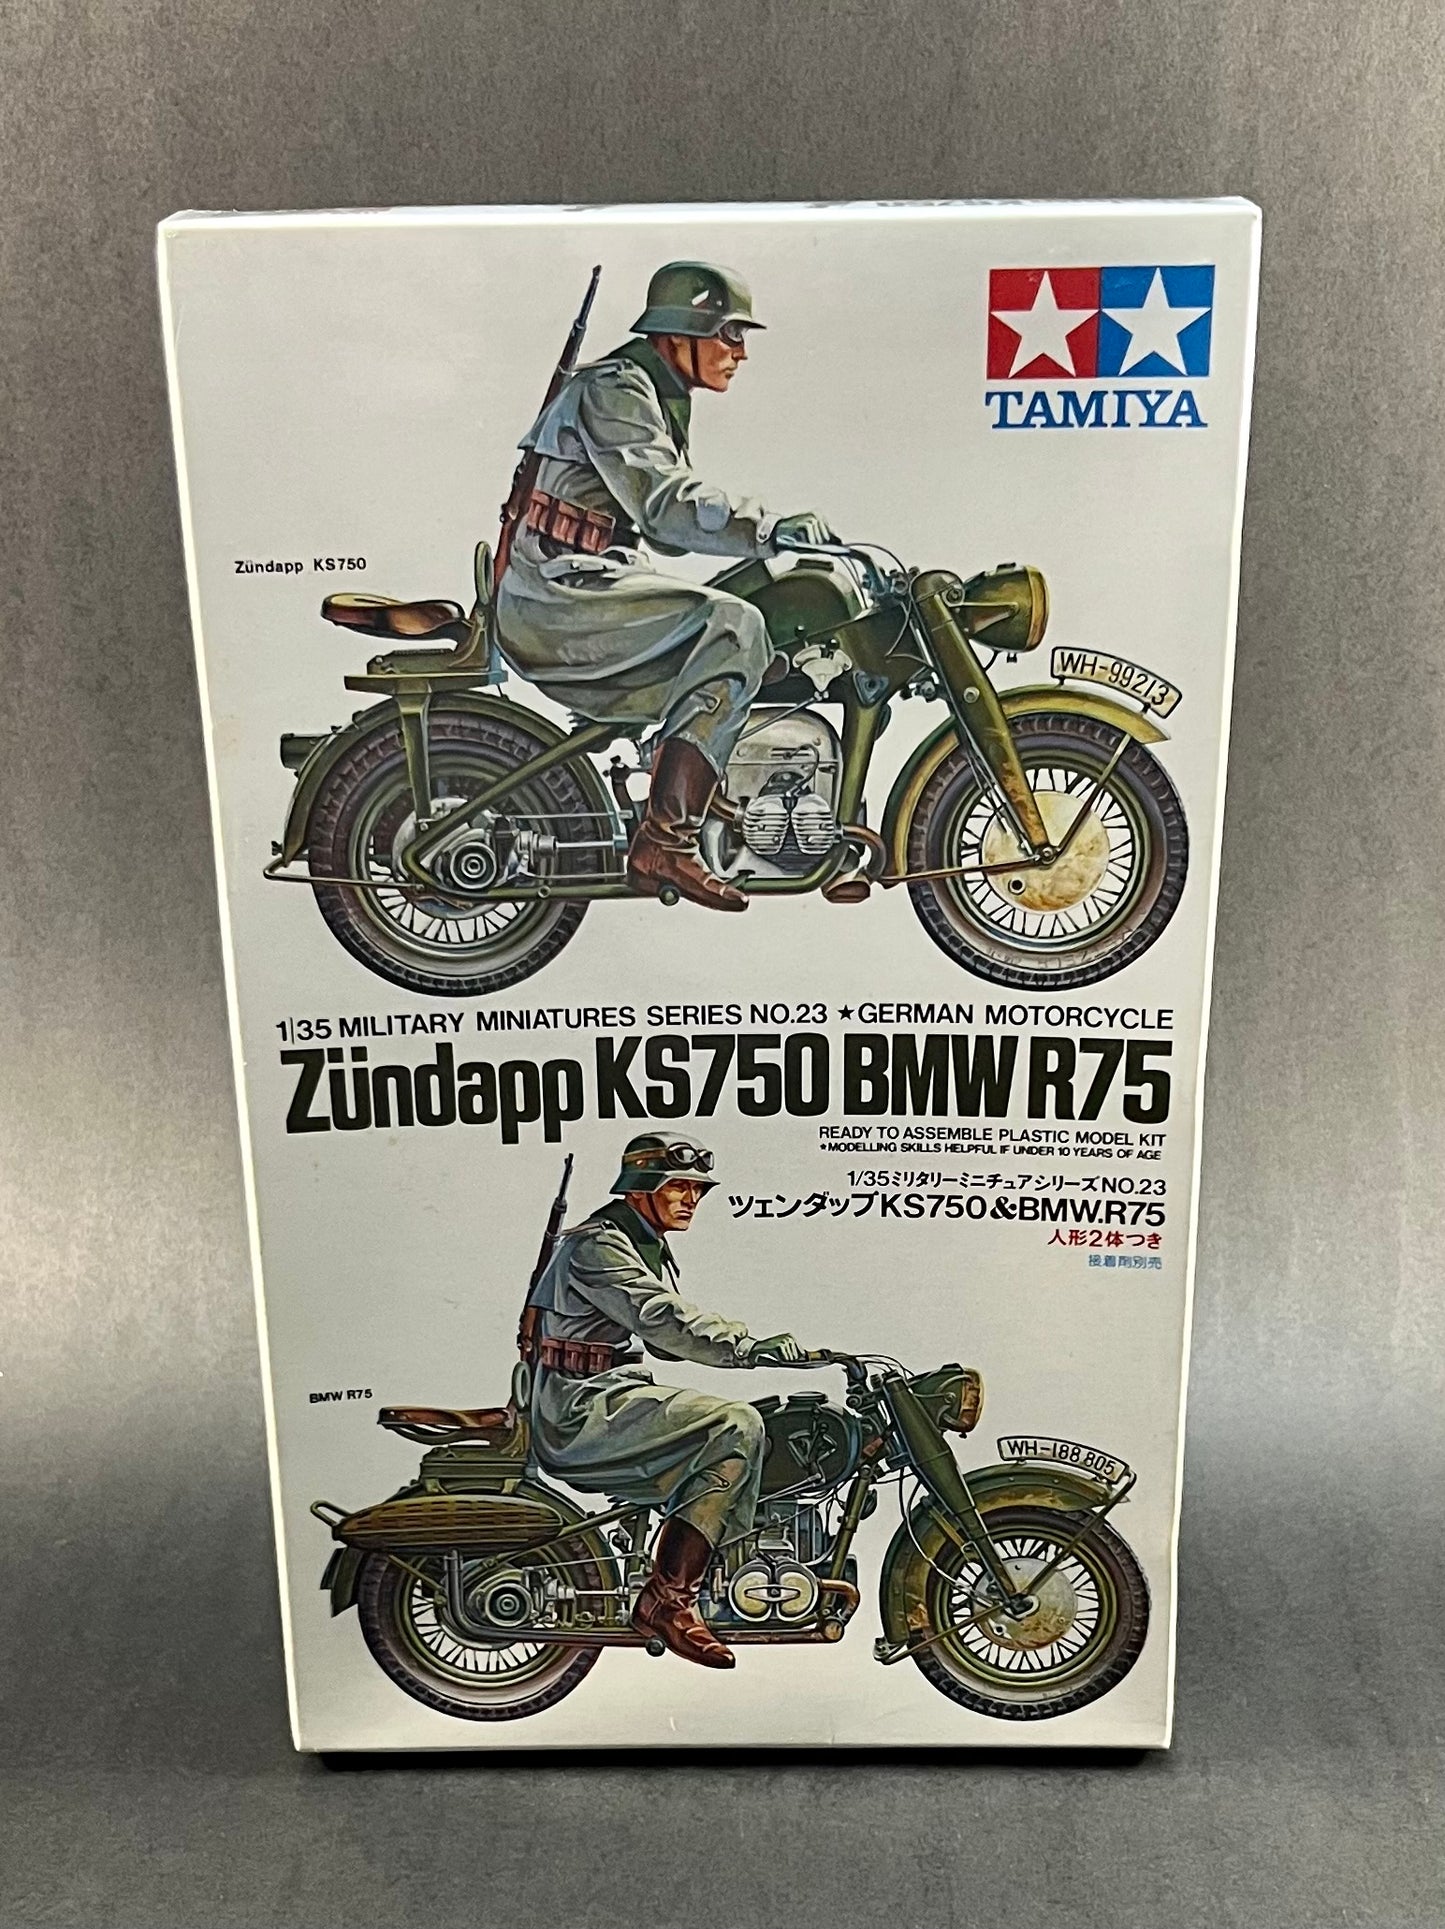 TAMIYA
Zündapp KS750
WH-99213
1/35 MILITARY MINIATURES SERIES NO.23 ★GERMAN MOTORCYCLE
Zündapp KS750 BMW R75
READY TO ASSEMBLE PLASTIC MODEL KIT
★MODELLING SKILLS HELPFUL IF UNDER 10 YEARS OF AGE
1/35ミリタリーミニチュアシリーズNO.23
ツェンダップKS750&BMW.R75
人形2体つき
接着剤別売
BMW R75
WH-188 805